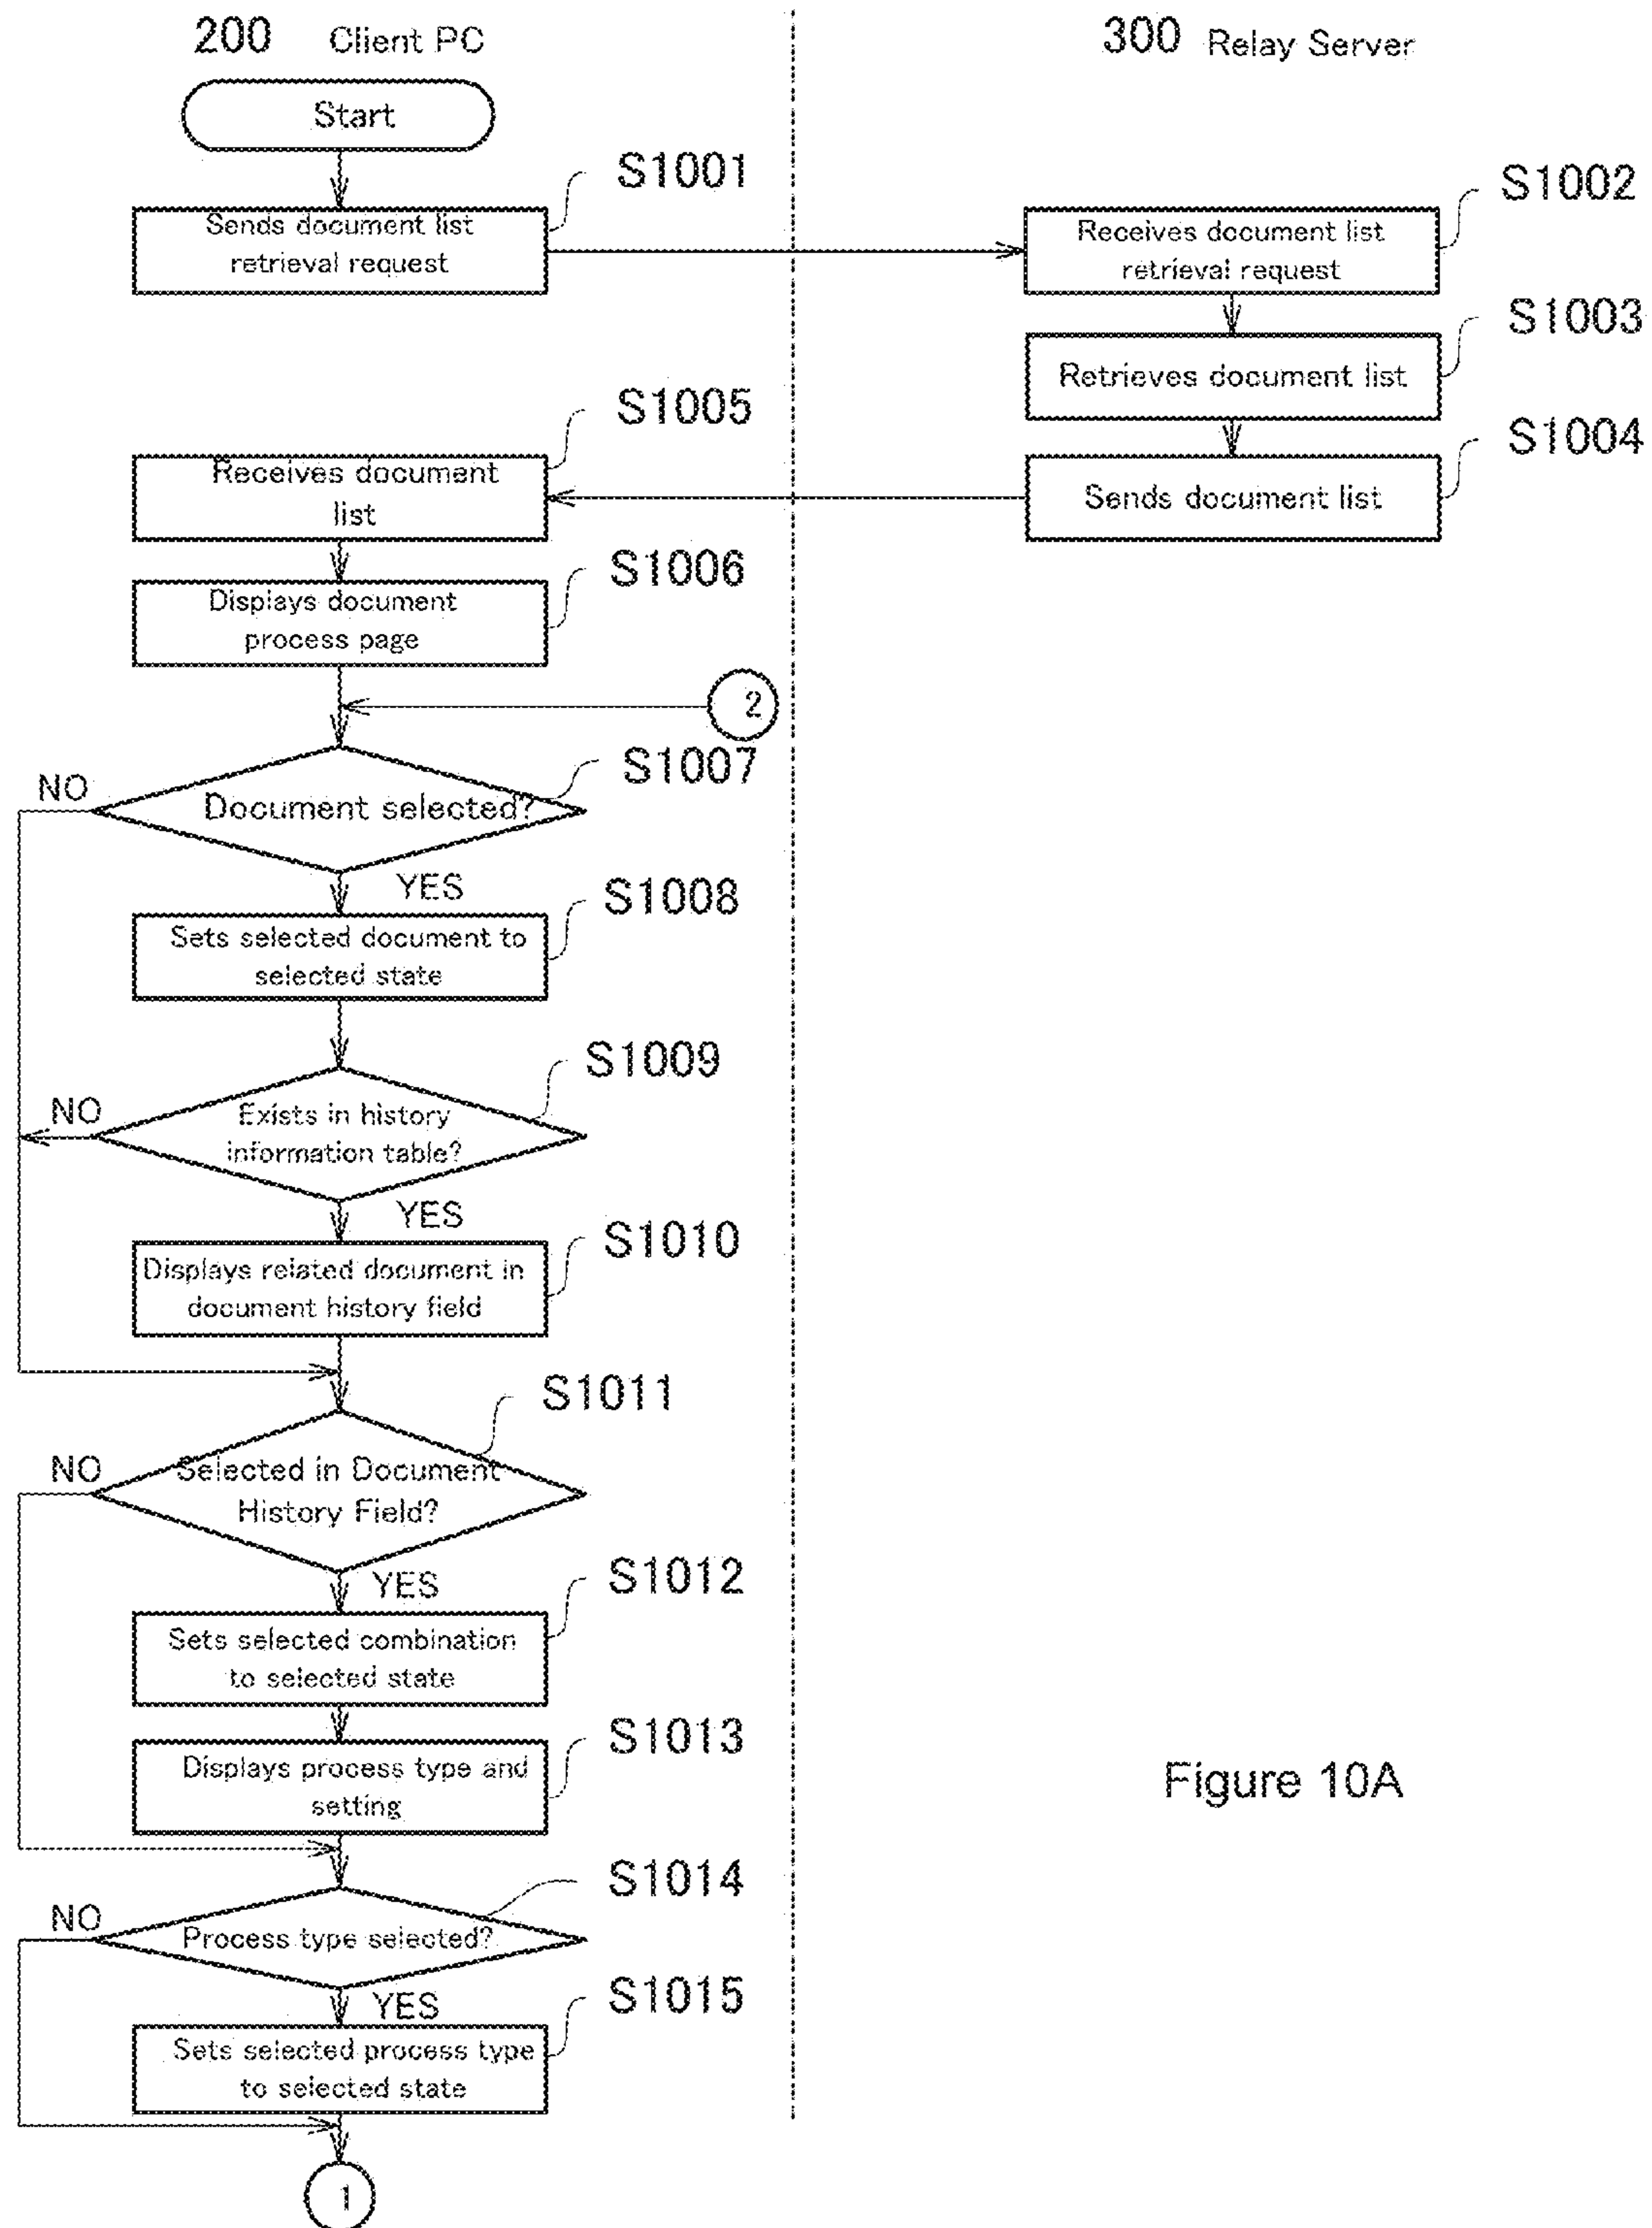 200 Client PC
300 Relay Server
Start
S1001
Sends document list
retrieval request
S1002
Receives document list
retrieval request
S1003
Retrieves document list
S1004
Sends document list
S1005
Receives document
list
S1006
Displays document
process page
2
S1007
NO
Document selected?
YES
S1008
Sets selected document to
selected state
S1009
NO
Exists in history
information table?
YES
S1010
Displays related document in
document history field
S1011
NO
Selected in Document
History Field?
YES
S1012
Sets selected combination
to selected state
S1013
Displays process type and
setting
Figure 10A
S1014
NO
Process type selected?
YES
S1015
Sets selected process type
to selected state
1